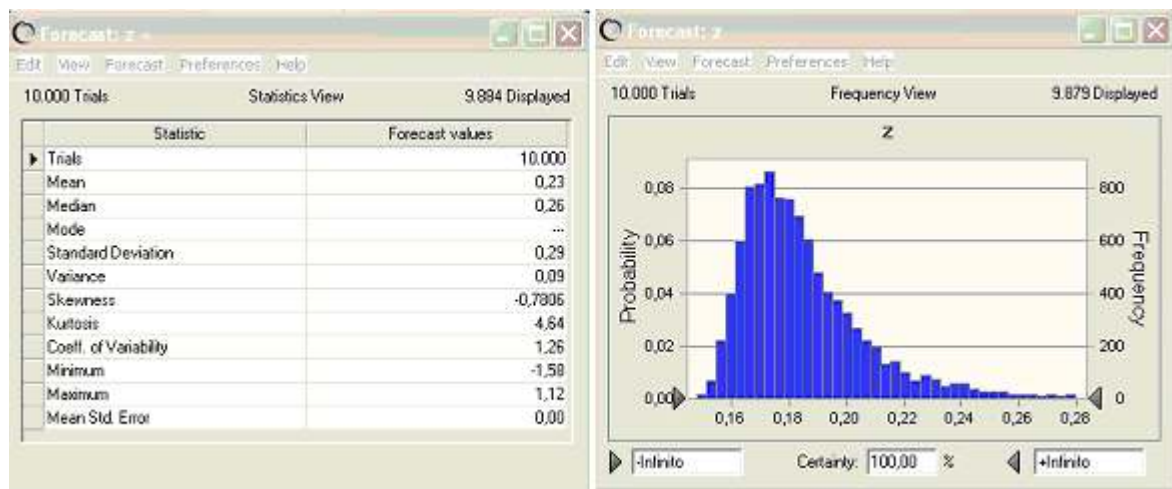 Forecast: z =
Edit View Forecast Preferences Help
10.000 Trials Statistics View 9.884 Displayed
Statistic Forecast values
Trials 10.000
Mean 0,23
Median 0,26
Mode ---
Standard Deviation 0,29
Variance 0,09
Skewness -0,7806
Kurtosis 4,64
Coeff. of Variability 1,26
Minimum -1,58
Maximum 1,12
Mean Std. Error 0,00
Forecast: z
Edit View Forecast Preferences Help
10.000 Trials Frequency View 9.879 Displayed
z
Probability
0,08
0,06
0,04
0,02
0,00
800
600
400
200
0
Frequency
0,16 0,18 0,20 0,22 0,24 0,26 0,28
-Infinito Certainty: 100,00 % +Infinito